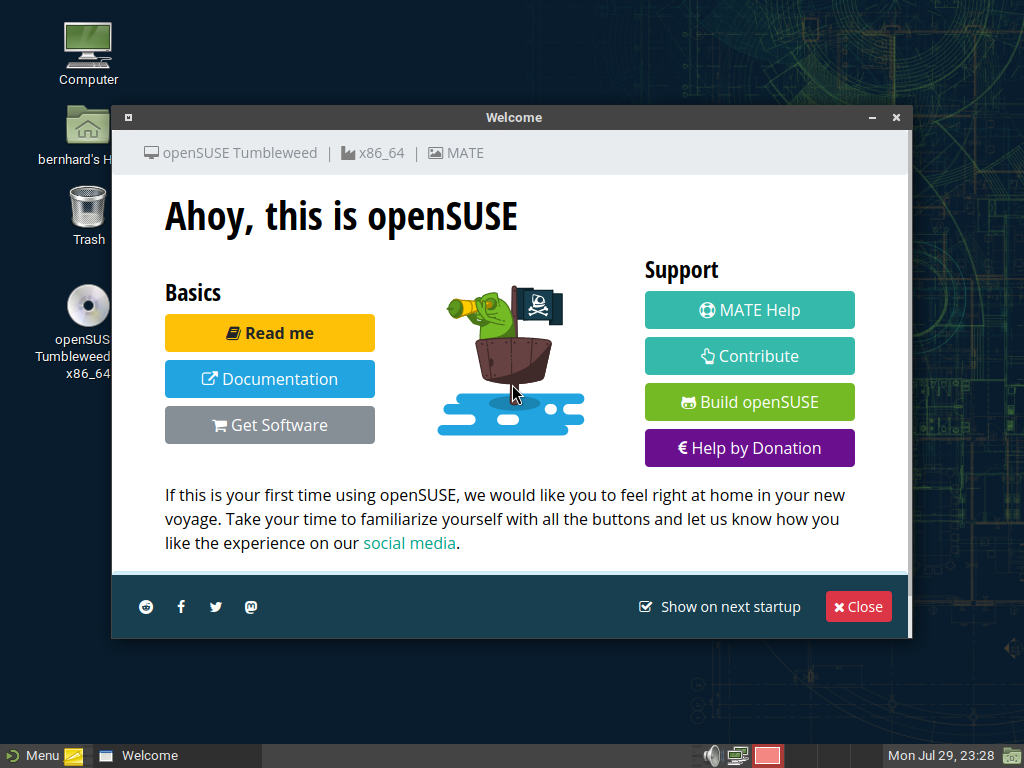 Computer
bernhard's H
Trash
openSUS
Tumbleweed
x86_64
Welcome
openSUSE Tumbleweed | x86_64 | MATE
Ahoy, this is openSUSE
Basics
Read me
Documentation
Get Software
Support
MATE Help
Contribute
Build openSUSE
€ Help by Donation
If this is your first time using openSUSE, we would like you to feel right at home in your new
voyage. Take your time to familiarize yourself with all the buttons and let us know how you
like the experience on our social media.
Show on next startup
Close
Menu
Welcome
Mon Jul 29, 23:28